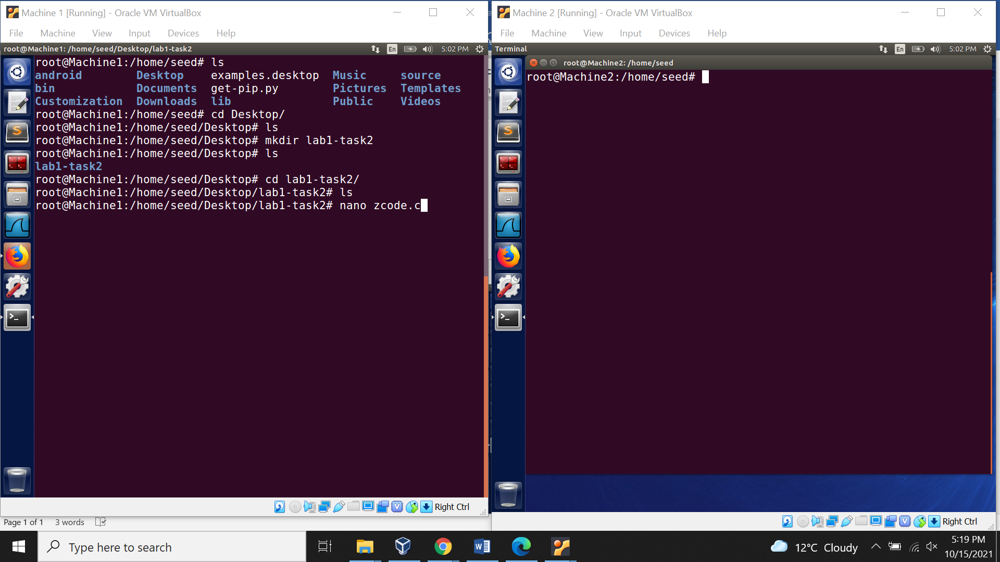 Machine 1 [Running] - Oracle VM VirtualBox
File Machine View Input Devices Help
root@Machine1: /home/seed/Desktop/lab1-task2 En 5:02 PM
root@Machine1:/home/seed# ls
android Desktop examples.desktop Music source
bin Documents get-pip.py Pictures Templates
Customization Downloads lib Public Videos
root@Machine1:/home/seed# cd Desktop/
root@Machine1:/home/seed/Desktop# ls
root@Machine1:/home/seed/Desktop# mkdir lab1-task2
root@Machine1:/home/seed/Desktop# ls
lab1-task2
root@Machine1:/home/seed/Desktop# cd lab1-task2/
root@Machine1:/home/seed/Desktop/lab1-task2# ls
root@Machine1:/home/seed/Desktop/lab1-task2# nano zcode.c
Right Ctrl
Page 1 of 1 3 words
Machine 2 [Running] - Oracle VM VirtualBox
File Machine View Input Devices Help
Terminal En 5:02 PM
root@Machine2: /home/seed
root@Machine2:/home/seed#
Right Ctrl
Type here to search
12°C Cloudy
5:19 PM
10/15/2021